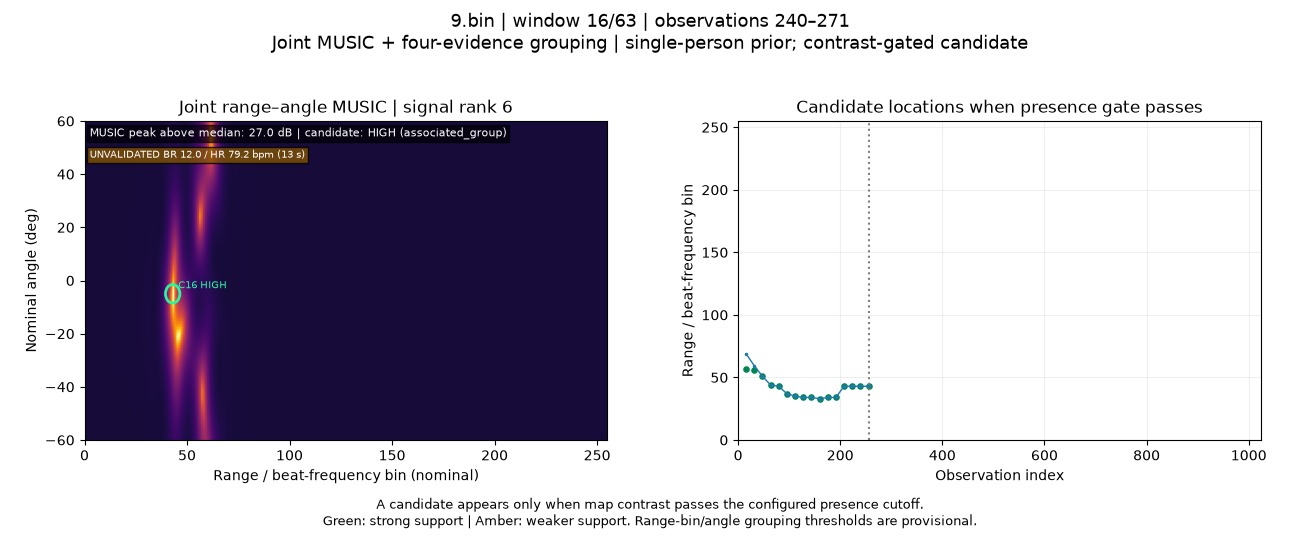 9.bin | window 16/63 | observations 240–271
Joint MUSIC + four-evidence grouping | single-person prior; contrast-gated candidate
Joint range–angle MUSIC | signal rank 6
MUSIC peak above median: 27.0 dB | candidate: HIGH (associated_group)
UNVALIDATED BR 12.0 / HR 79.2 bpm (13 s)
C16 HIGH
60
40
20
0
−20
−40
−60
Nominal angle (deg)
0
50
100
150
200
250
Range / beat-frequency bin (nominal)
Candidate locations when presence gate passes
250
200
150
100
50
0
Range / beat-frequency bin
0
200
400
600
800
1000
Observation index
A candidate appears only when map contrast passes the configured presence cutoff.
Green: strong support | Amber: weaker support. Range-bin/angle grouping thresholds are provisional.